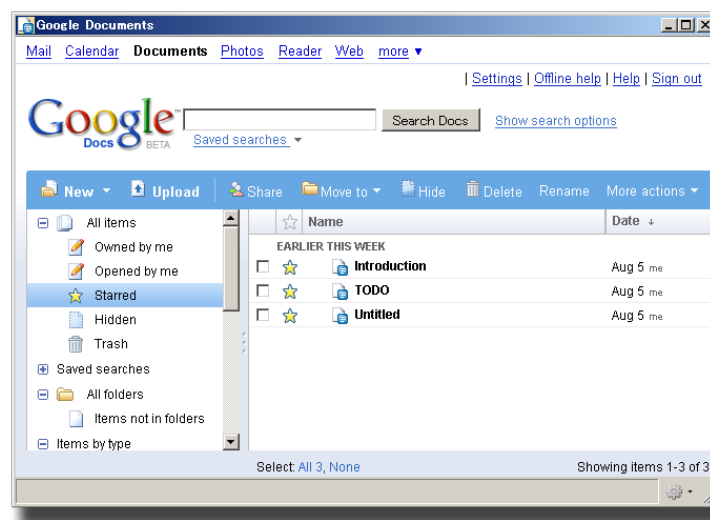 Google Documents
Mail Calendar Documents Photos Reader Web more ▼
| Settings | Offline help | Help | Sign out
Google™
Docs BETA
Search Docs Show search options
Saved searches
New Upload Share Move to Hide Delete Rename More actions
All items
Owned by me
Opened by me
Starred
Hidden
Trash
Saved searches
All folders
Items not in folders
Items by type
Name Date ↓
EARLIER THIS WEEK
Introduction Aug 5 me
TODO Aug 5 me
Untitled Aug 5 me
Select: All 3, None Showing items 1-3 of 3